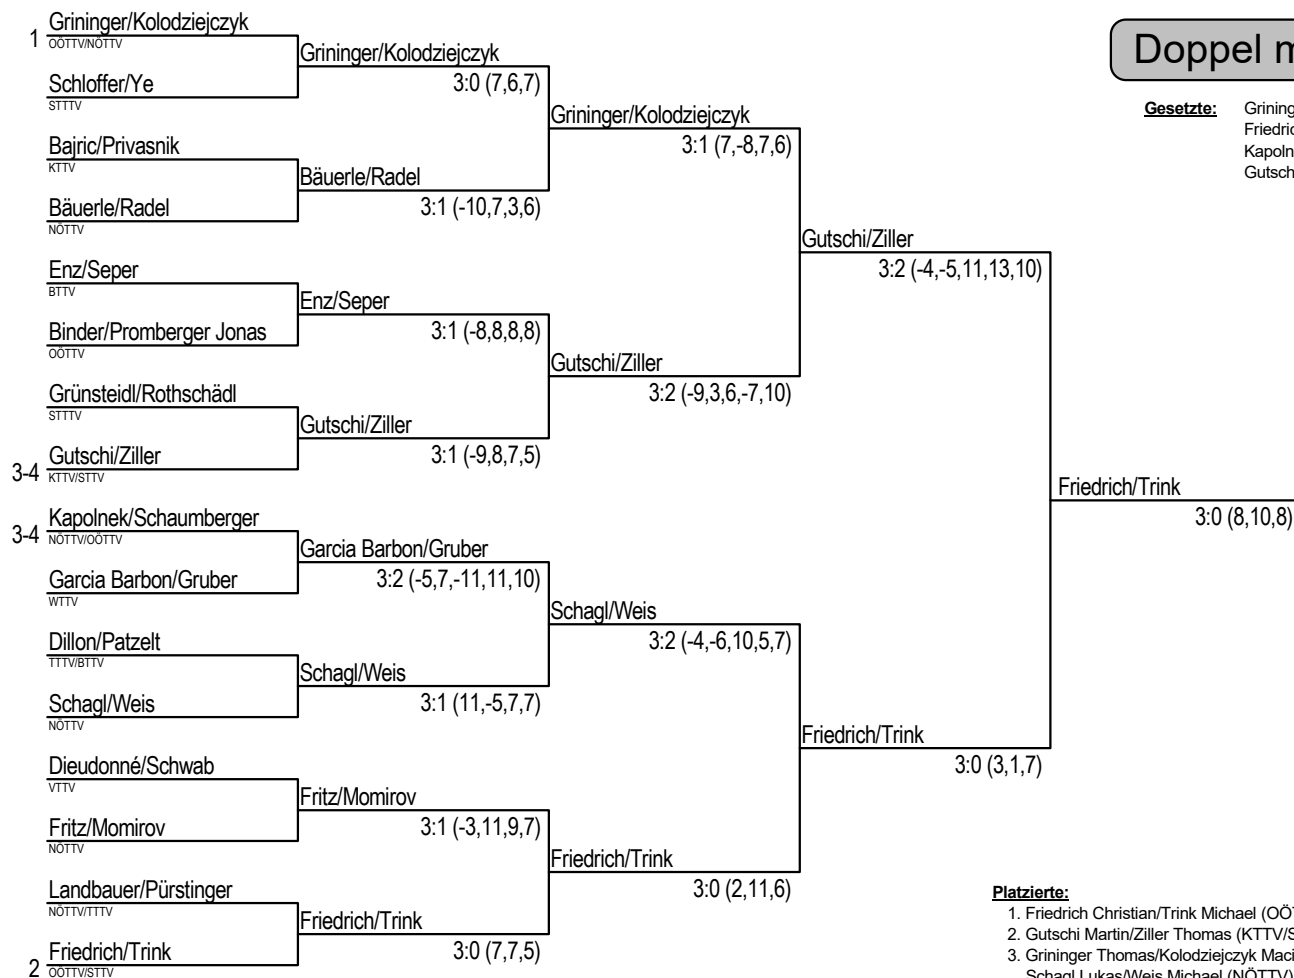 Doppel m
Gesetzte: Grining
Friedric
Kapoln
Gutsch
1 Grininger/Kolodziejczyk
OÖTTV/NÖTTV
Schloffer/Ye
STTTV
Bajric/Privasnik
KTTV
Bäuerle/Radel
NÖTTV
Enz/Seper
BTTV
Binder/Promberger Jonas
OÖTTV
Grünsteidl/Rothschädl
STTTV
3-4 Gutschi/Ziller
KTTV/STTV
3-4 Kapolnek/Schaumberger
NÖTTV/OÖTTV
Garcia Barbon/Gruber
WTTV
Dillon/Patzelt
TTTV/BTTV
Schagl/Weis
NÖTTV
Dieudonné/Schwab
VTTV
Fritz/Momirov
NÖTTV
Landbauer/Pürstinger
NÖTTV/TTTV
2 Friedrich/Trink
OÖTTV/STTV
Grininger/Kolodziejczyk
3:0 (7,6,7)
Bäuerle/Radel
3:1 (-10,7,3,6)
Enz/Seper
3:1 (-8,8,8,8)
Gutschi/Ziller
3:1 (-9,8,7,5)
Garcia Barbon/Gruber
3:2 (-5,7,-11,11,10)
Schagl/Weis
3:1 (11,-5,7,7)
Fritz/Momirov
3:1 (-3,11,9,7)
Friedrich/Trink
3:0 (7,7,5)
Grininger/Kolodziejczyk
3:1 (7,-8,7,6)
Gutschi/Ziller
3:2 (-9,3,6,-7,10)
Schagl/Weis
3:2 (-4,-6,10,5,7)
Friedrich/Trink
3:0 (2,11,6)
Gutschi/Ziller
3:2 (-4,-5,11,13,10)
Friedrich/Trink
3:0 (3,1,7)
Friedrich/Trink
3:0 (8,10,8)
Platzierte:
1. Friedrich Christian/Trink Michael (OÖT
2. Gutschi Martin/Ziller Thomas (KTTV/S
3. Grininger Thomas/Kolodziejczyk Maci
Schagl Lukas/Weis Michael (NÖTTV)